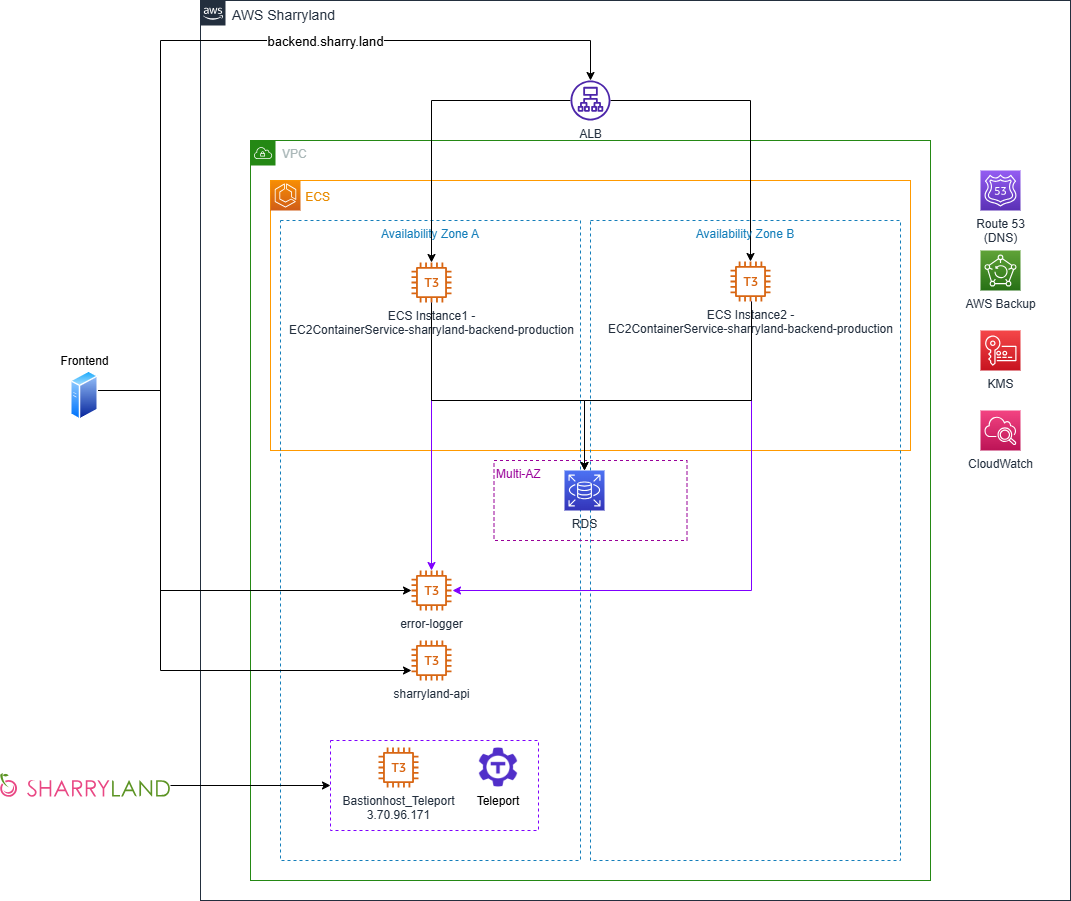 aws
AWS Sharryland
backend.sharry.land
ALB
VPC
ECS
Availability Zone A
Availability Zone B
T3
T3
ECS Instance1 -
EC2ContainerService-sharryland-backend-production
ECS Instance2 -
EC2ContainerService-sharryland-backend-production
53
Route 53
(DNS)
AWS Backup
KMS
CloudWatch
Frontend
Multi-AZ
RDS
T3
error-logger
T3
sharryland-api
SHARRYLAND
T3
Bastionhost_Teleport
3.70.96.171
T
Teleport